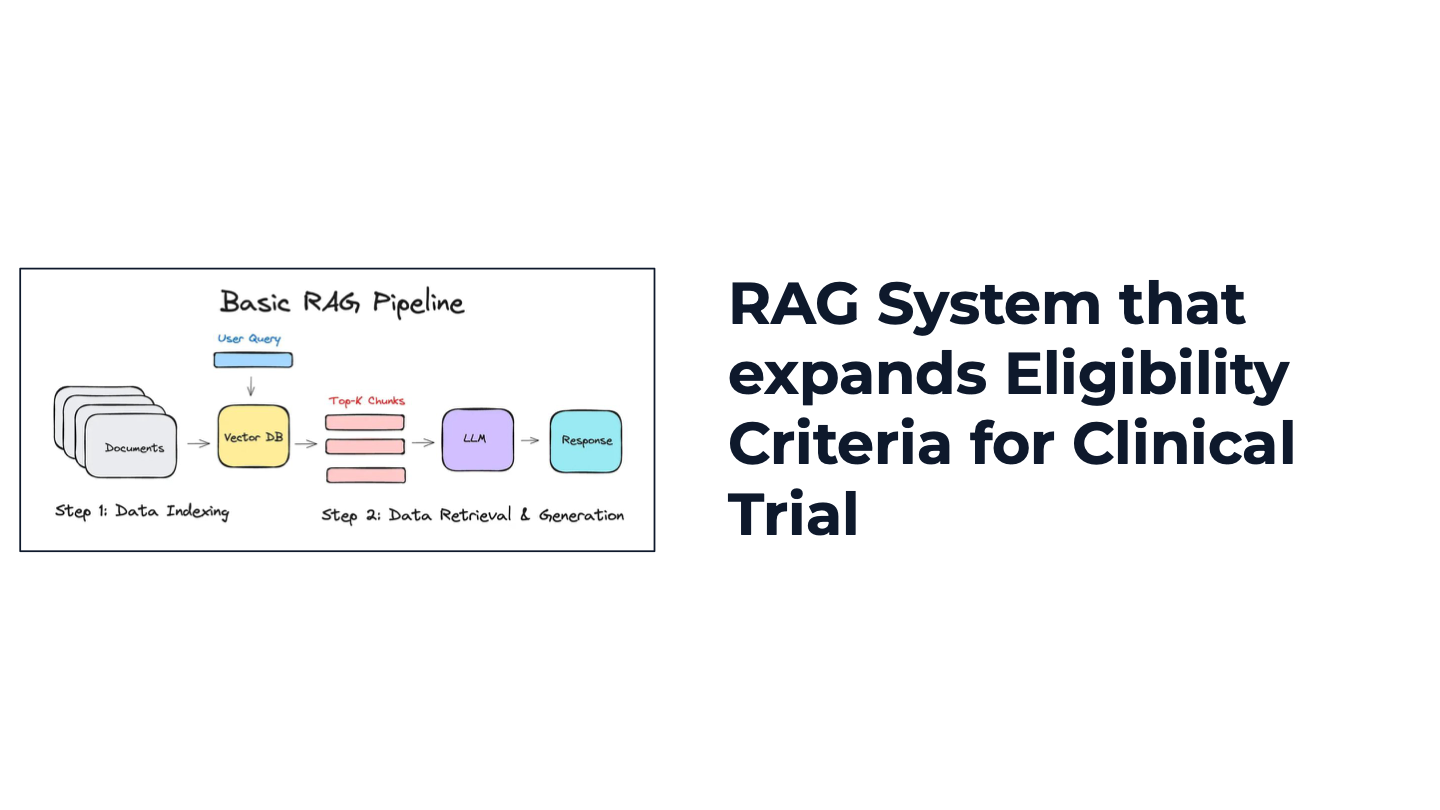 Basic RAG Pipeline
User Query
Top-K Chunks
Documents
Vector DB
LLM
Response
Step 1: Data Indexing
Step 2: Data Retrieval & Generation
RAG System that
expands Eligibility
Criteria for Clinical
Trial